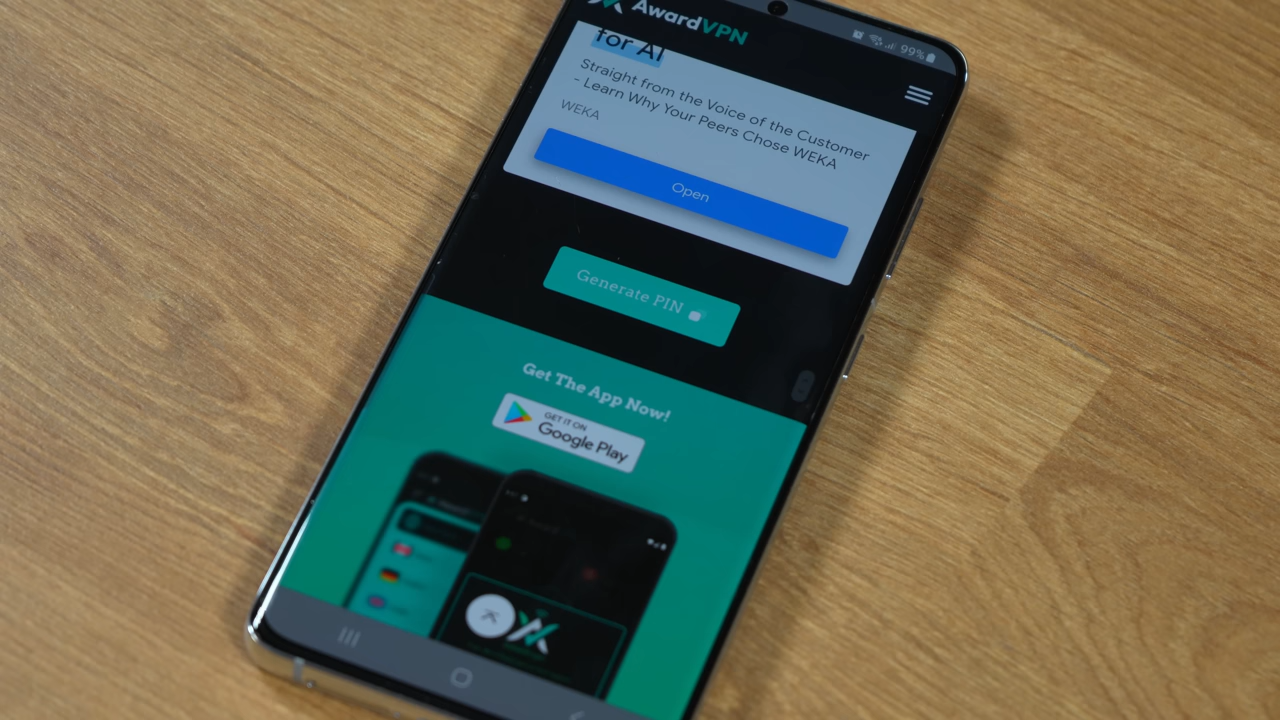 AwardVPN
99%
for AI
Straight from the Voice of the Customer
- Learn Why Your Peers Chose WEKA
WEKA
Open
Generate PIN
Get The App Now!
GET IT ON
Google Play